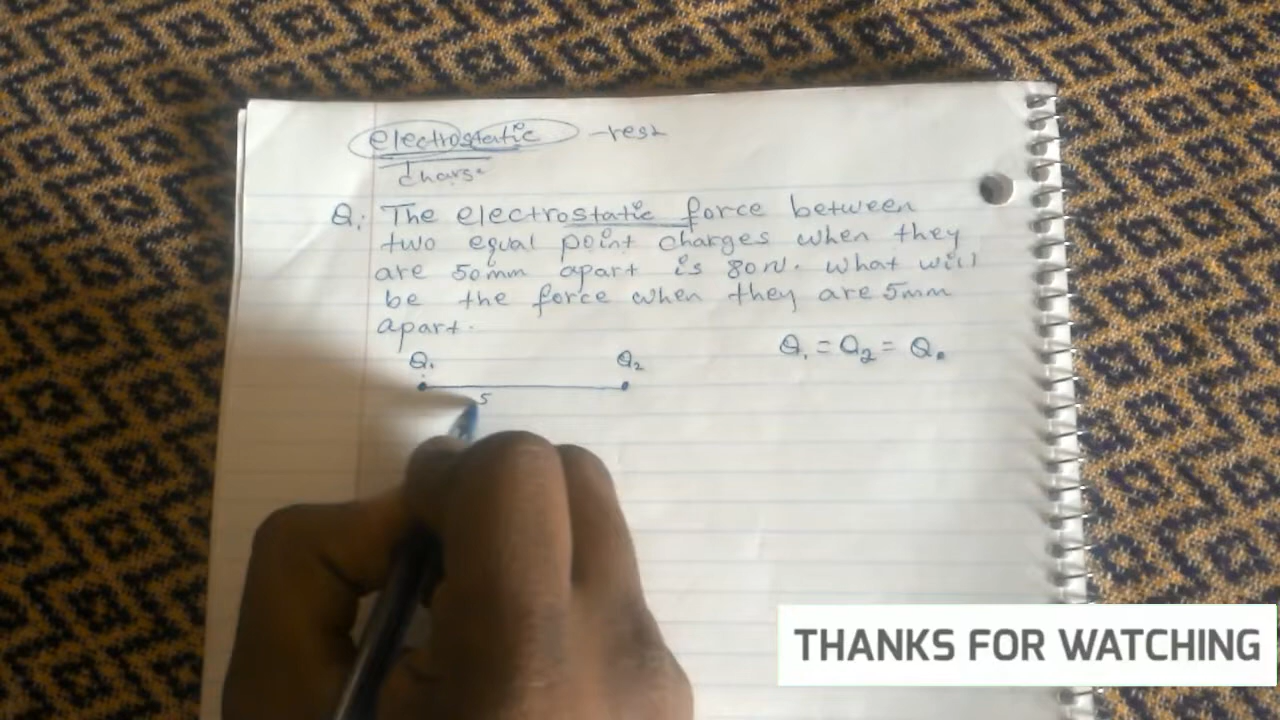 electrostatic -rest
charge
Q: The electrostatic force between
two equal point charges when they
are 50mm apart is 80N. What will
be the force when they are 5mm
apart.
Q₁ = Q₂ = Q.
Q₁ Q₂
5
THANKS FOR WATCHING